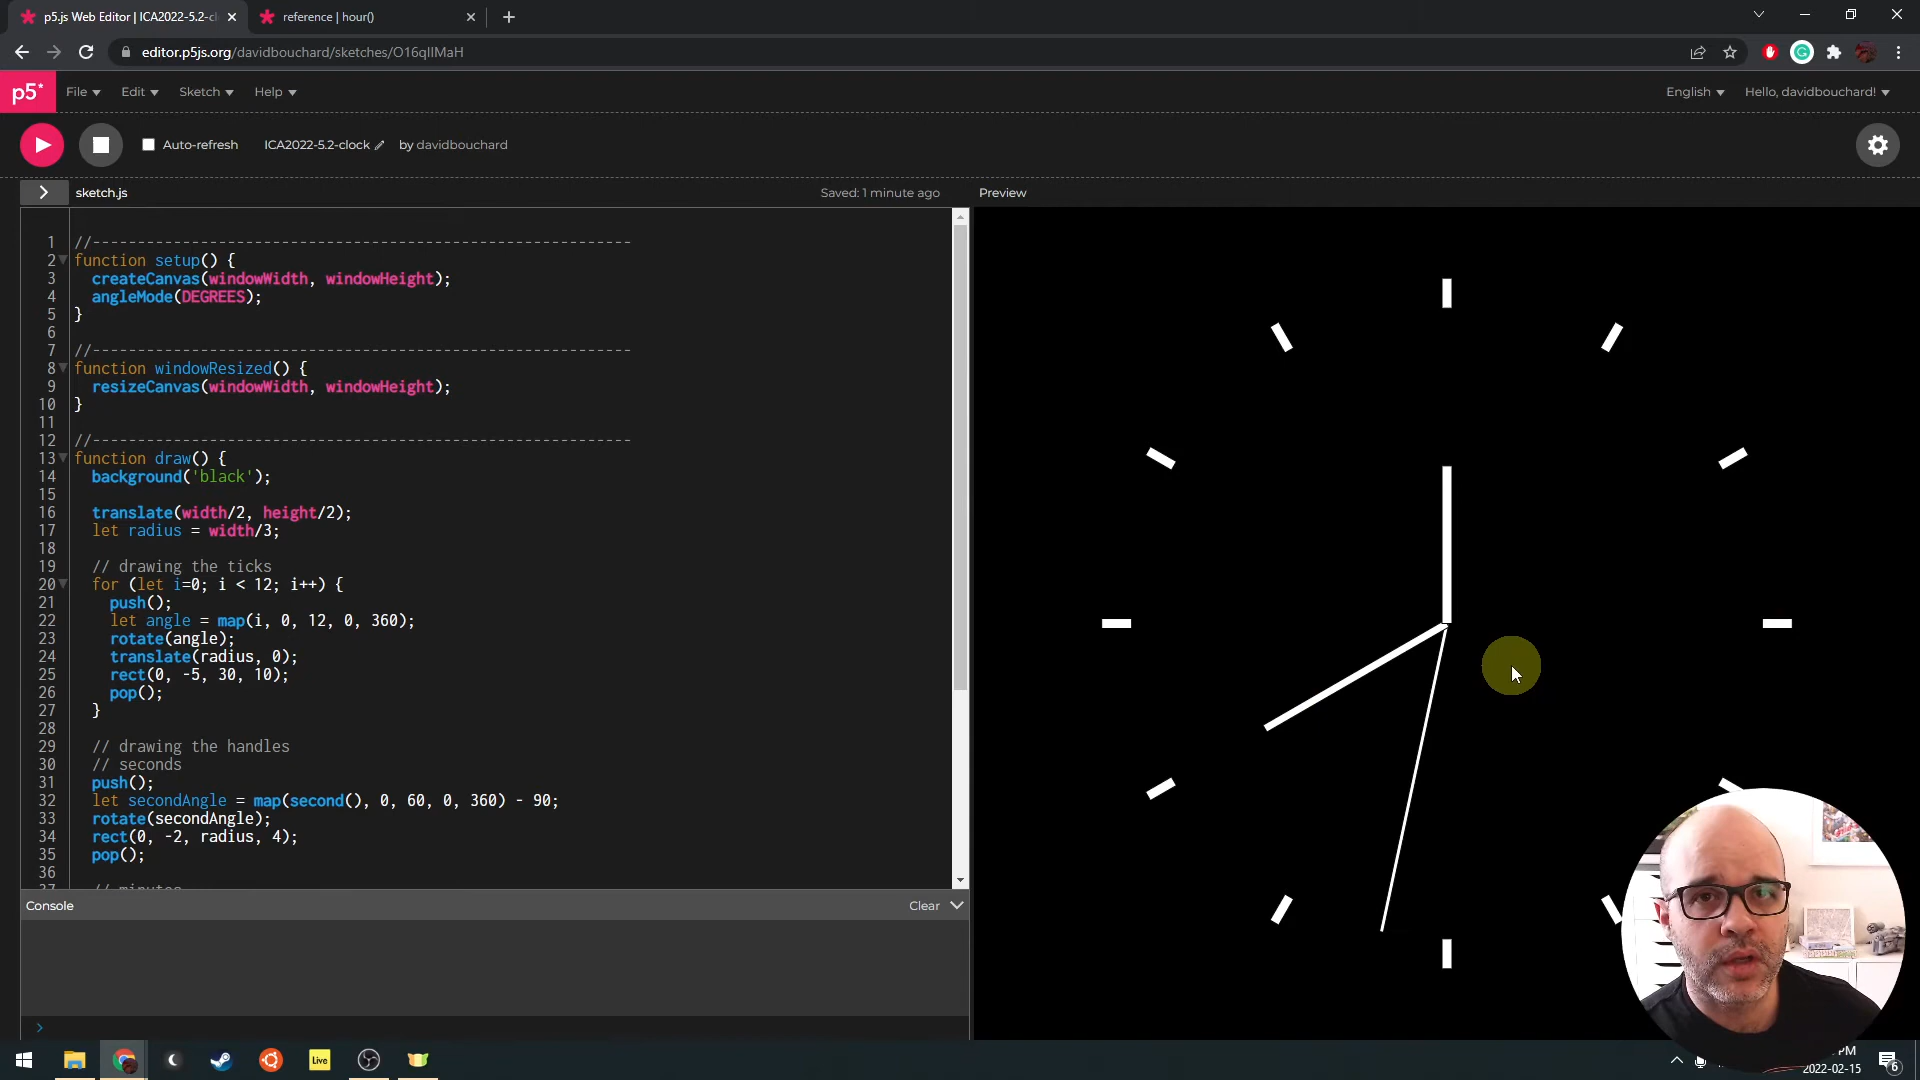 p5.js Web Editor | ICA2022-5.2-cl
reference | hour()
editor.p5js.org/davidbouchard/sketches/O16qIIMaH
p5*
File
Edit
Sketch
Help
English
Hello, davidbouchard!
Auto-refresh
ICA2022-5.2-clock
by davidbouchard
sketch.js
Saved: 1 minute ago
Preview
1 //------------------------------------------------------------
2 function setup() {
3 createCanvas(windowWidth, windowHeight);
4 angleMode(DEGREES);
5 }
6
7 //------------------------------------------------------------
8 function windowResized() {
9 resizeCanvas(windowWidth, windowHeight);
10 }
11
12 //------------------------------------------------------------
13 function draw() {
14 background('black');
15
16 translate(width/2, height/2);
17 let radius = width/3;
18
19 // drawing the ticks
20 for (let i=0; i < 12; i++) {
21 push();
22 let angle = map(i, 0, 12, 0, 360);
23 rotate(angle);
24 translate(radius, 0);
25 rect(0, -5, 30, 10);
26 pop();
27 }
28
29 // drawing the handles
30 // seconds
31 push();
32 let secondAngle = map(second(), 0, 60, 0, 360) - 90;
33 rotate(secondAngle);
34 rect(0, -2, radius, 4);
35 pop();
36
37 // minutes
Console
Clear
>
Live
PM
2022-02-15
6